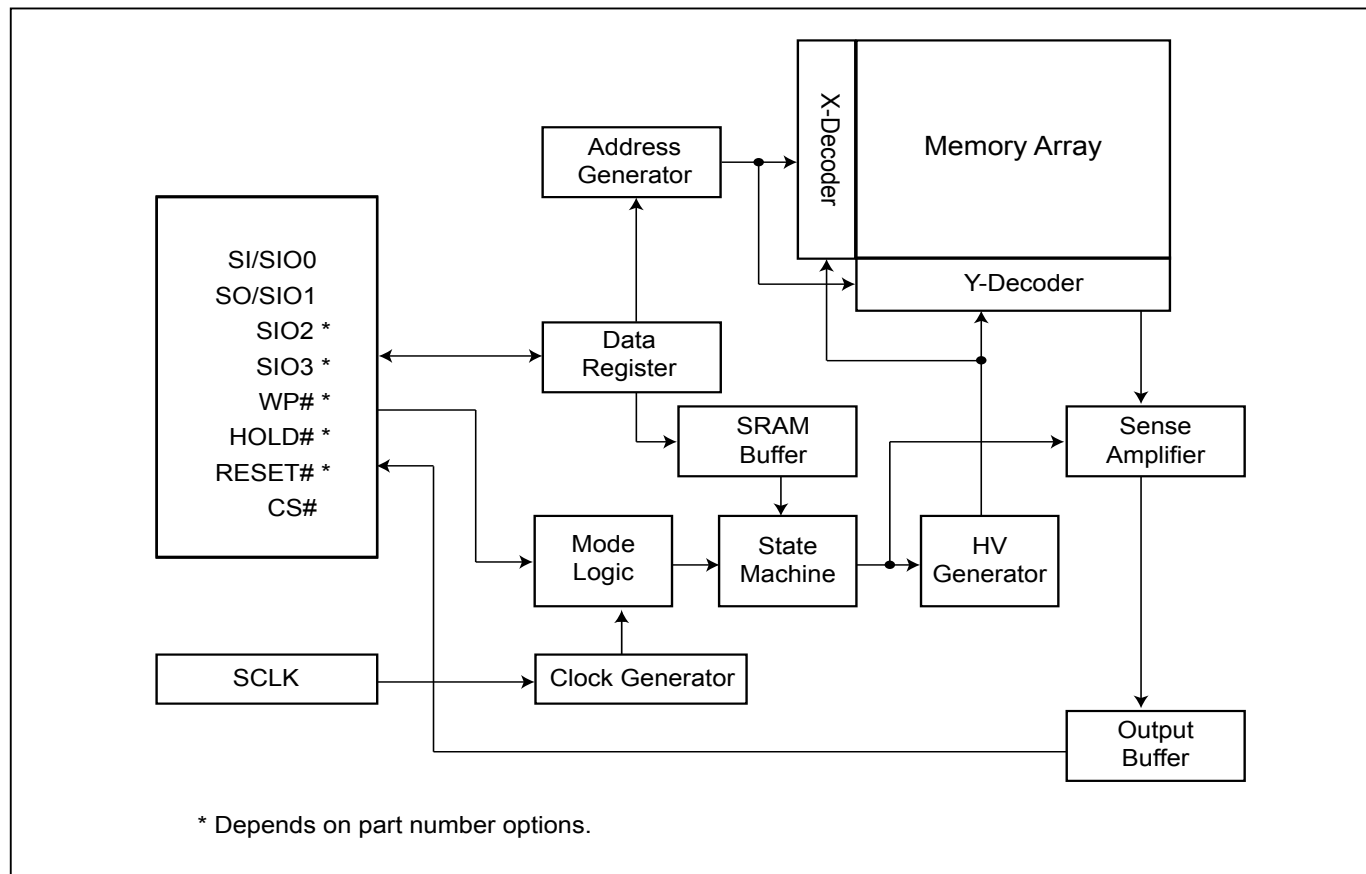 X-Decoder
Memory Array
Address
Generator
SI/SIO0
SO/SIO1
SIO2 *
SIO3 *
WP# *
HOLD# *
RESET# *
CS#
Y-Decoder
Data
Register
SRAM
Buffer
Sense
Amplifier
Mode
Logic
State
Machine
HV
Generator
SCLK
Clock Generator
Output
Buffer
* Depends on part number options.